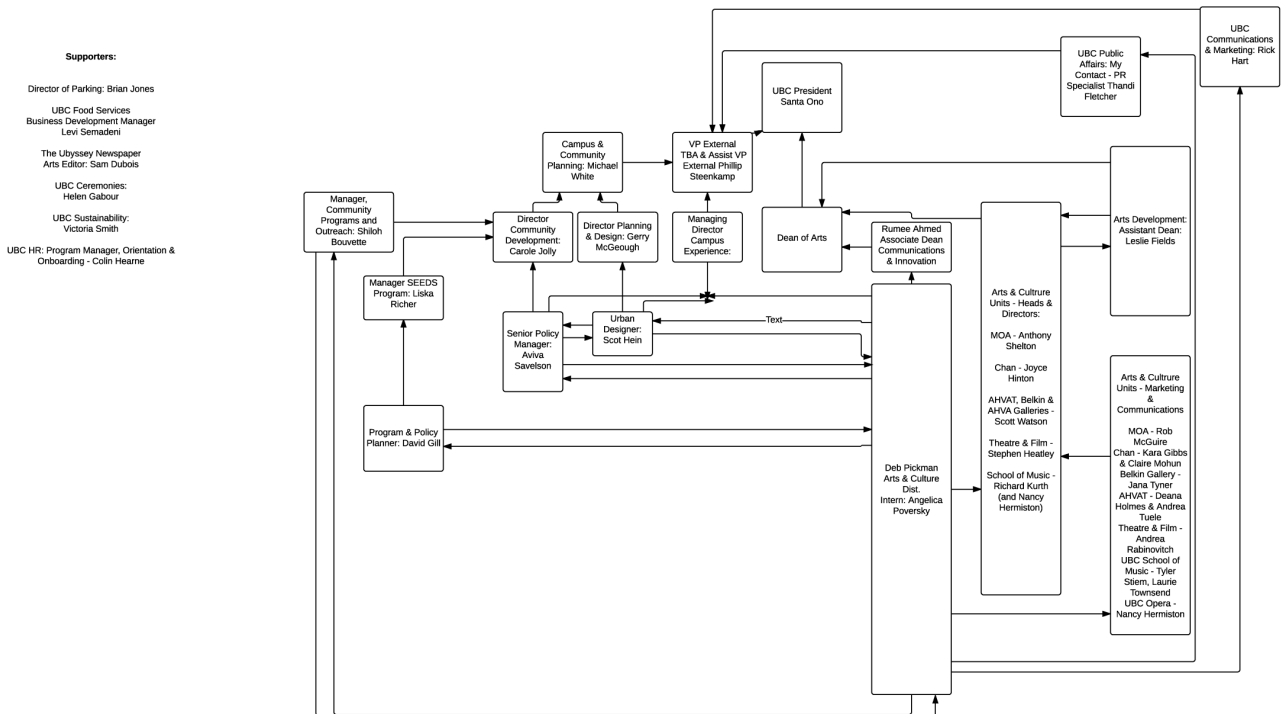 Supporters:
Director of Parking: Brian Jones
UBC Food Services
Business Development Manager
Levi Semadeni
The Ubyssey Newspaper
Arts Editor: Sam Dubois
UBC Ceremonies:
Helen Gabour
UBC Sustainability:
Victoria Smith
UBC HR: Program Manager, Orientation &
Onboarding - Colin Hearne
UBC
Communications
& Marketing: Rick
Hart
UBC Public
Affairs: My
Contact - PR
Specialist Thandi
Fletcher
UBC President
Santa Ono
Campus &
Community
Planning: Michael
White
VP External
TBA & Assist VP
External Phillip
Steenkamp
Manager,
Community
Programs and
Outreach: Shiloh
Bouvette
Director
Community
Development:
Carole Jolly
Director Planning
& Design: Gerry
McGeough
Managing
Director
Campus
Experience:
Dean of Arts
Rumee Ahmed
Associate Dean
Communications
& Innovation
Arts Development:
Assistant Dean:
Leslie Fields
Manager SEEDS
Program: Liska
Richer
Senior Policy
Manager:
Aviva
Savelson
Urban
Designer:
Scot Hein
Text
Arts & Cultrure
Units - Heads &
Directors:
MOA - Anthony
Shelton
Chan - Joyce
Hinton
AHVAT, Belkin &
AHVA Galleries -
Scott Watson
Theatre & Film -
Stephen Heatley
School of Music -
Richard Kurth
(and Nancy
Hermiston)
Arts & Cultrure
Units - Marketing
&
Communications
MOA - Rob
McGuire
Chan - Kara Gibbs
& Claire Mohun
Belkin Gallery -
Jana Tyner
AHVAT - Deana
Holmes & Andrea
Tuele
Theatre & Film -
Andrea
Rabinovitch
UBC School of
Music - Tyler
Stiem, Laurie
Townsend
UBC Opera -
Nancy Hermiston
Program & Policy
Planner: David Gill
Deb Pickman
Arts & Culture
Dist.
Intern: Angelica
Poversky